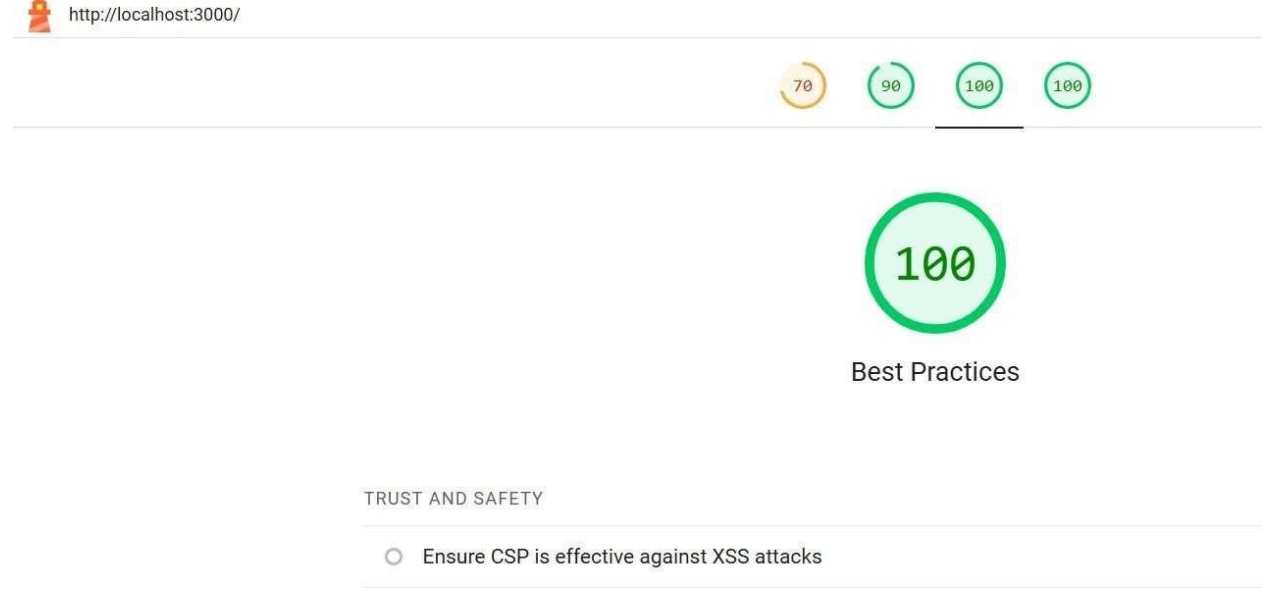 http://localhost:3000/
70 90 100 100
100
Best Practices
TRUST AND SAFETY
Ensure CSP is effective against XSS attacks